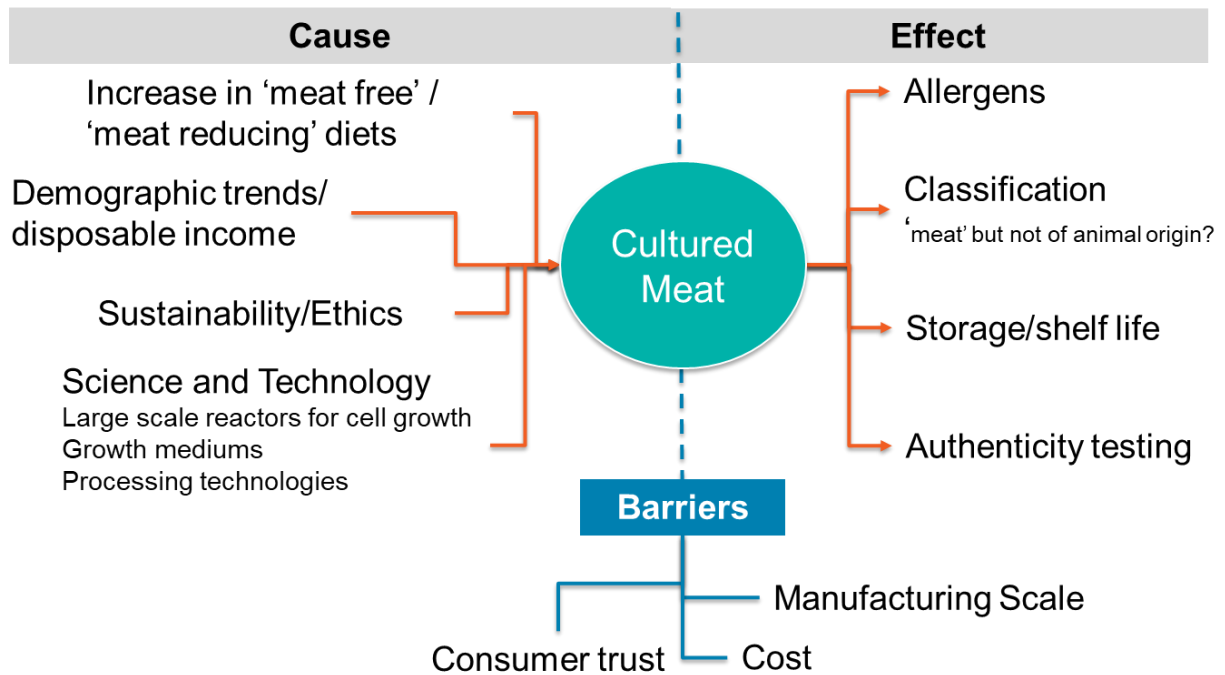 Cause
Effect
Increase in ‘meat free’ /
‘meat reducing’ diets
Demographic trends/
disposable income
Sustainability/Ethics
Science and Technology
Large scale reactors for cell growth
Growth mediums
Processing technologies
Cultured
Meat
Allergens
Classification
‘meat’ but not of animal origin?
Storage/shelf life
Authenticity testing
Barriers
Manufacturing Scale
Consumer trust
Cost